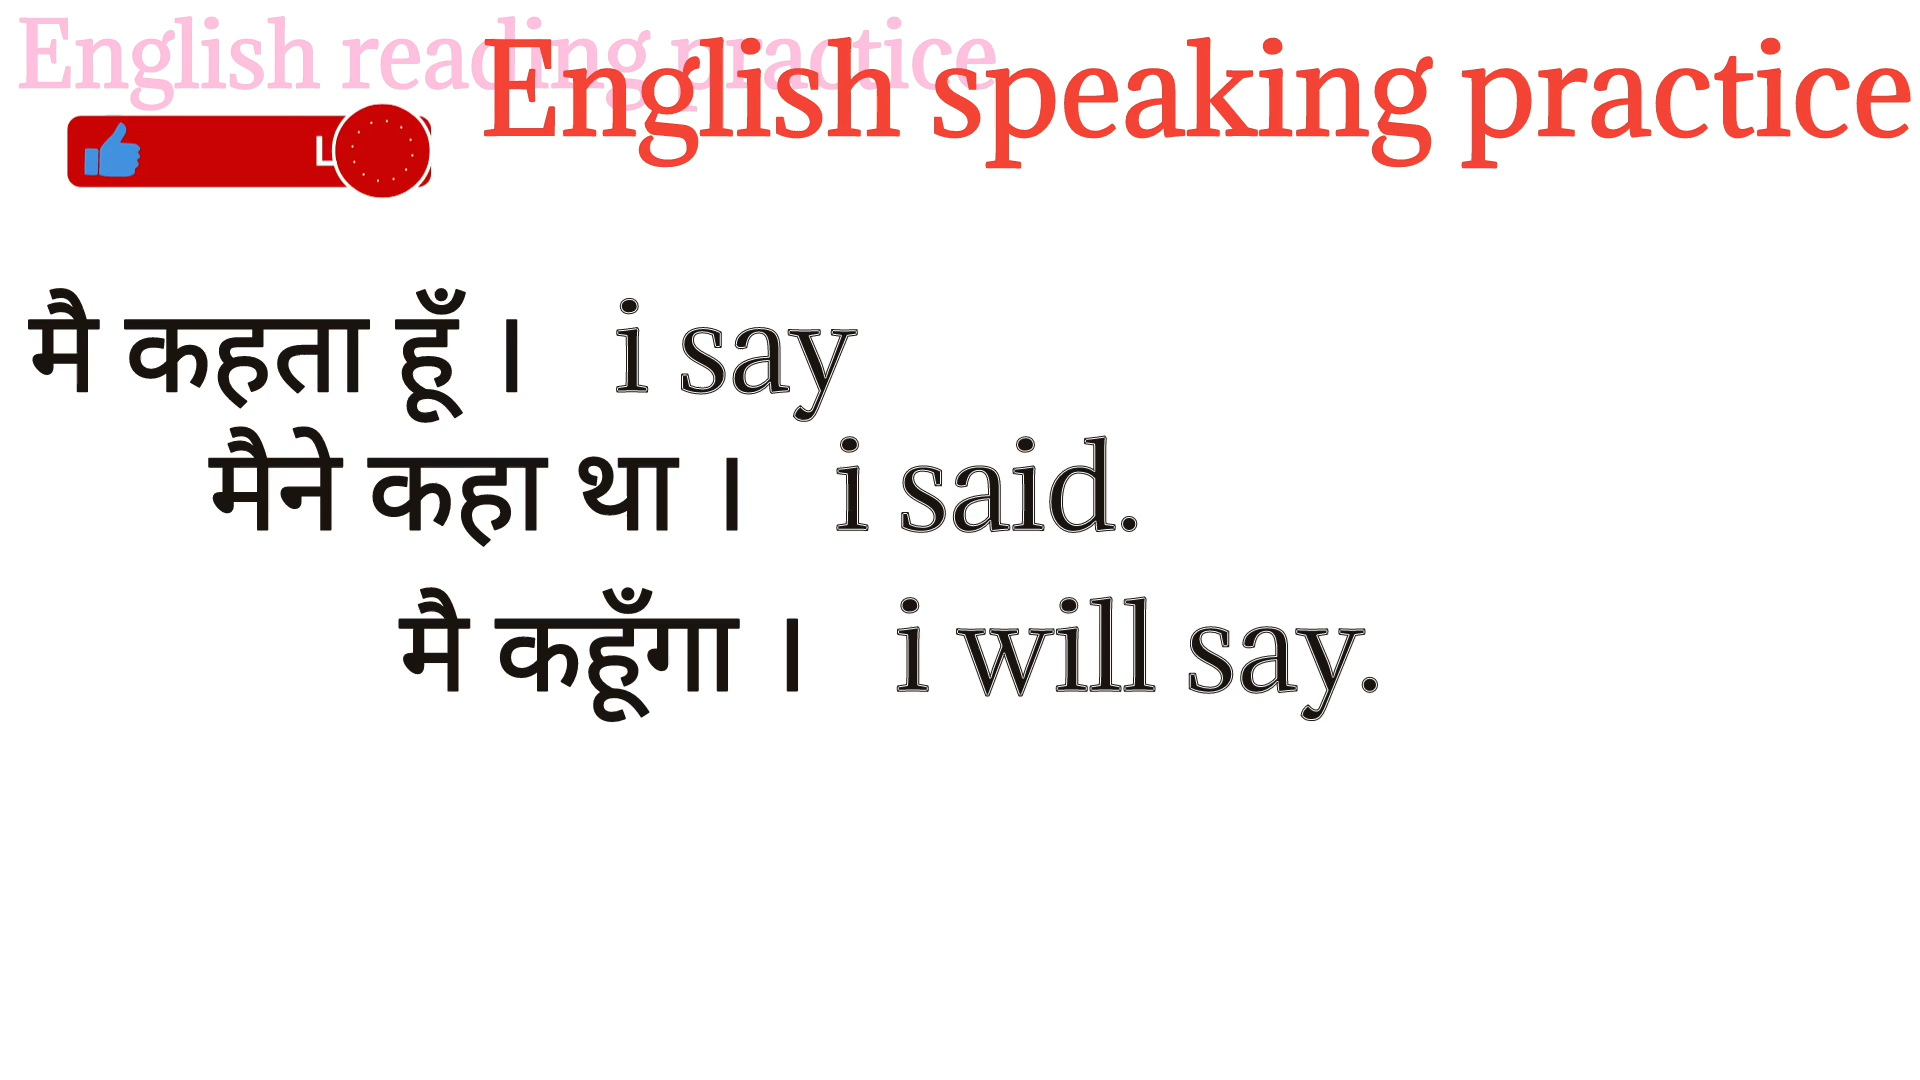 English reading practice
English speaking practice
L
मै कहता हूँ । i say
मैने कहा था । i said.
मै कहूँगा । i will say.